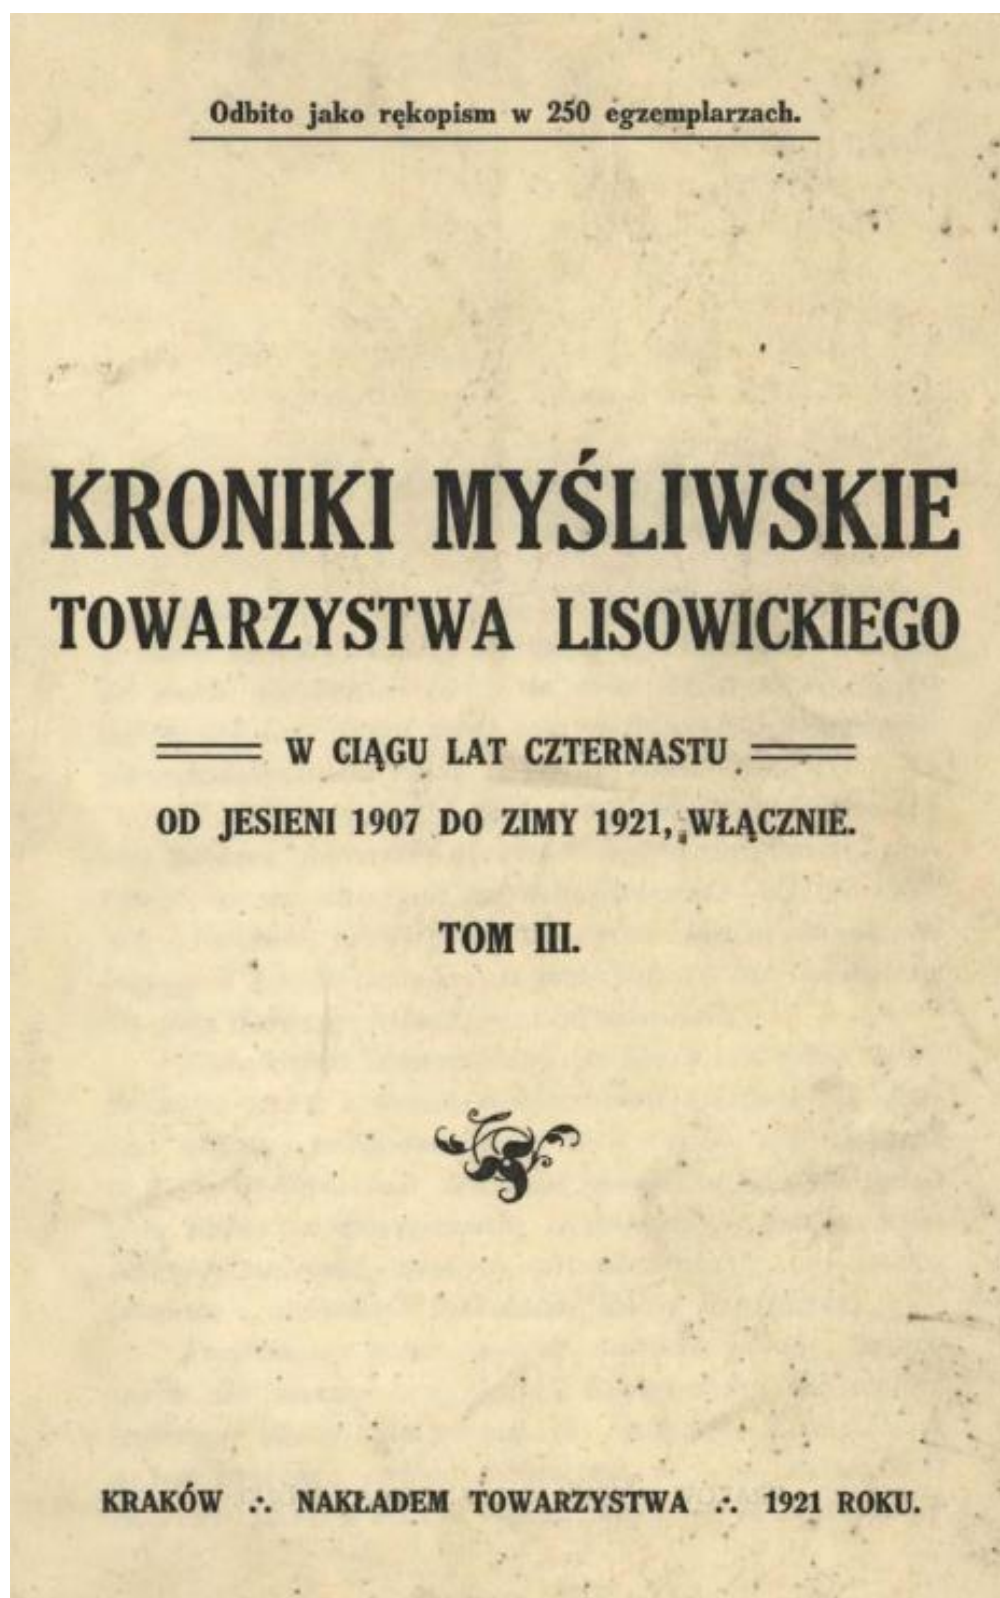 Odbito jako rękopism w 250 egzemplarzach.
KRONIKI MYŚLIWSKIE
TOWARZYSTWA LISOWICKIEGO
W CIĄGU LAT CZTERNASTU
OD JESIENI 1907 DO ZIMY 1921, WŁĄCZNIE.
TOM III.
KRAKÓW ∴ NAKŁADEM TOWARZYSTWA ∴ 1921 ROKU.